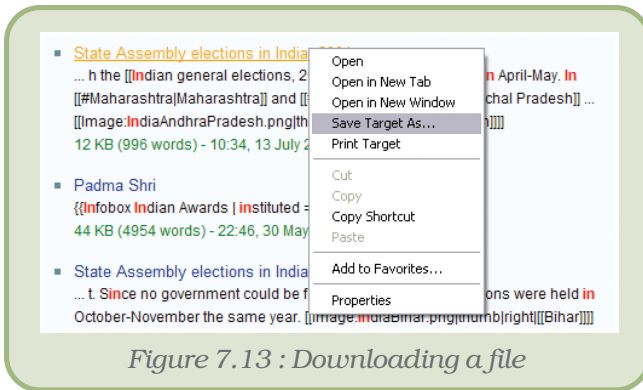 State Assembly elections in India
... h the [[Indian general elections, 2 n April-May. In
[[#Maharashtra|Maharashtra]] and [[ chal Pradesh]] ...
[[Image:IndiaAndhraPradesh.png|th ]]]]
12 KB (996 words) - 10:34, 13 July 2
Padma Shri
{{Infobox Indian Awards | instituted =
44 KB (4954 words) - 22:46, 30 May
State Assembly elections in India
... t. Since no government could be f ons were held in
October-November the same year. [[Image:IndiaBihar.png|thumb|right|[[Bihar]]]]
Open
Open in New Tab
Open in New Window
Save Target As...
Print Target
Cut
Copy
Copy Shortcut
Paste
Add to Favorites...
Properties
Figure 7.13 : Downloading a file